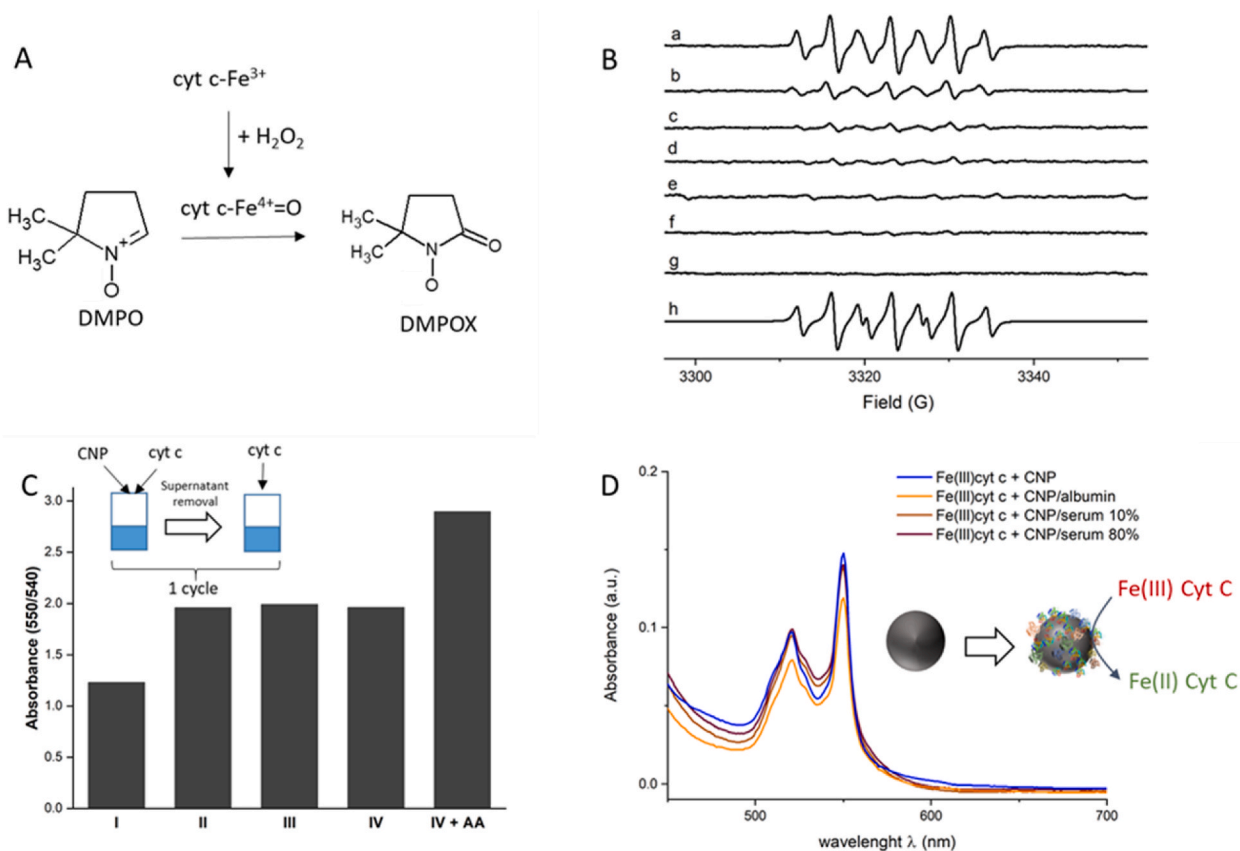 A
cyt c-Fe³⁺
+ H₂O₂
cyt c-Fe⁴⁺=O
H₃C
H₃C
N⁺
O
DMPO
H₃C
H₃C
N
O
O
DMPOX
B
a
b
c
d
e
f
g
h
3300 3320 3340
Field (G)
C
CNP cyt c
Supernatant
removal
cyt c
1 cycle
Absorbance (550/540)
3.0
2.5
2.0
1.5
1.0
0.5
0.0
I II III IV IV + AA
D
Fe(III)cyt c + CNP
Fe(III)cyt c + CNP/albumin
Fe(III)cyt c + CNP/serum 10%
Fe(III)cyt c + CNP/serum 80%
Fe(III) Cyt C
Fe(II) Cyt C
Absorbance (a.u.)
0.2
0.1
0.0
500 600 700
wavelenght λ (nm)